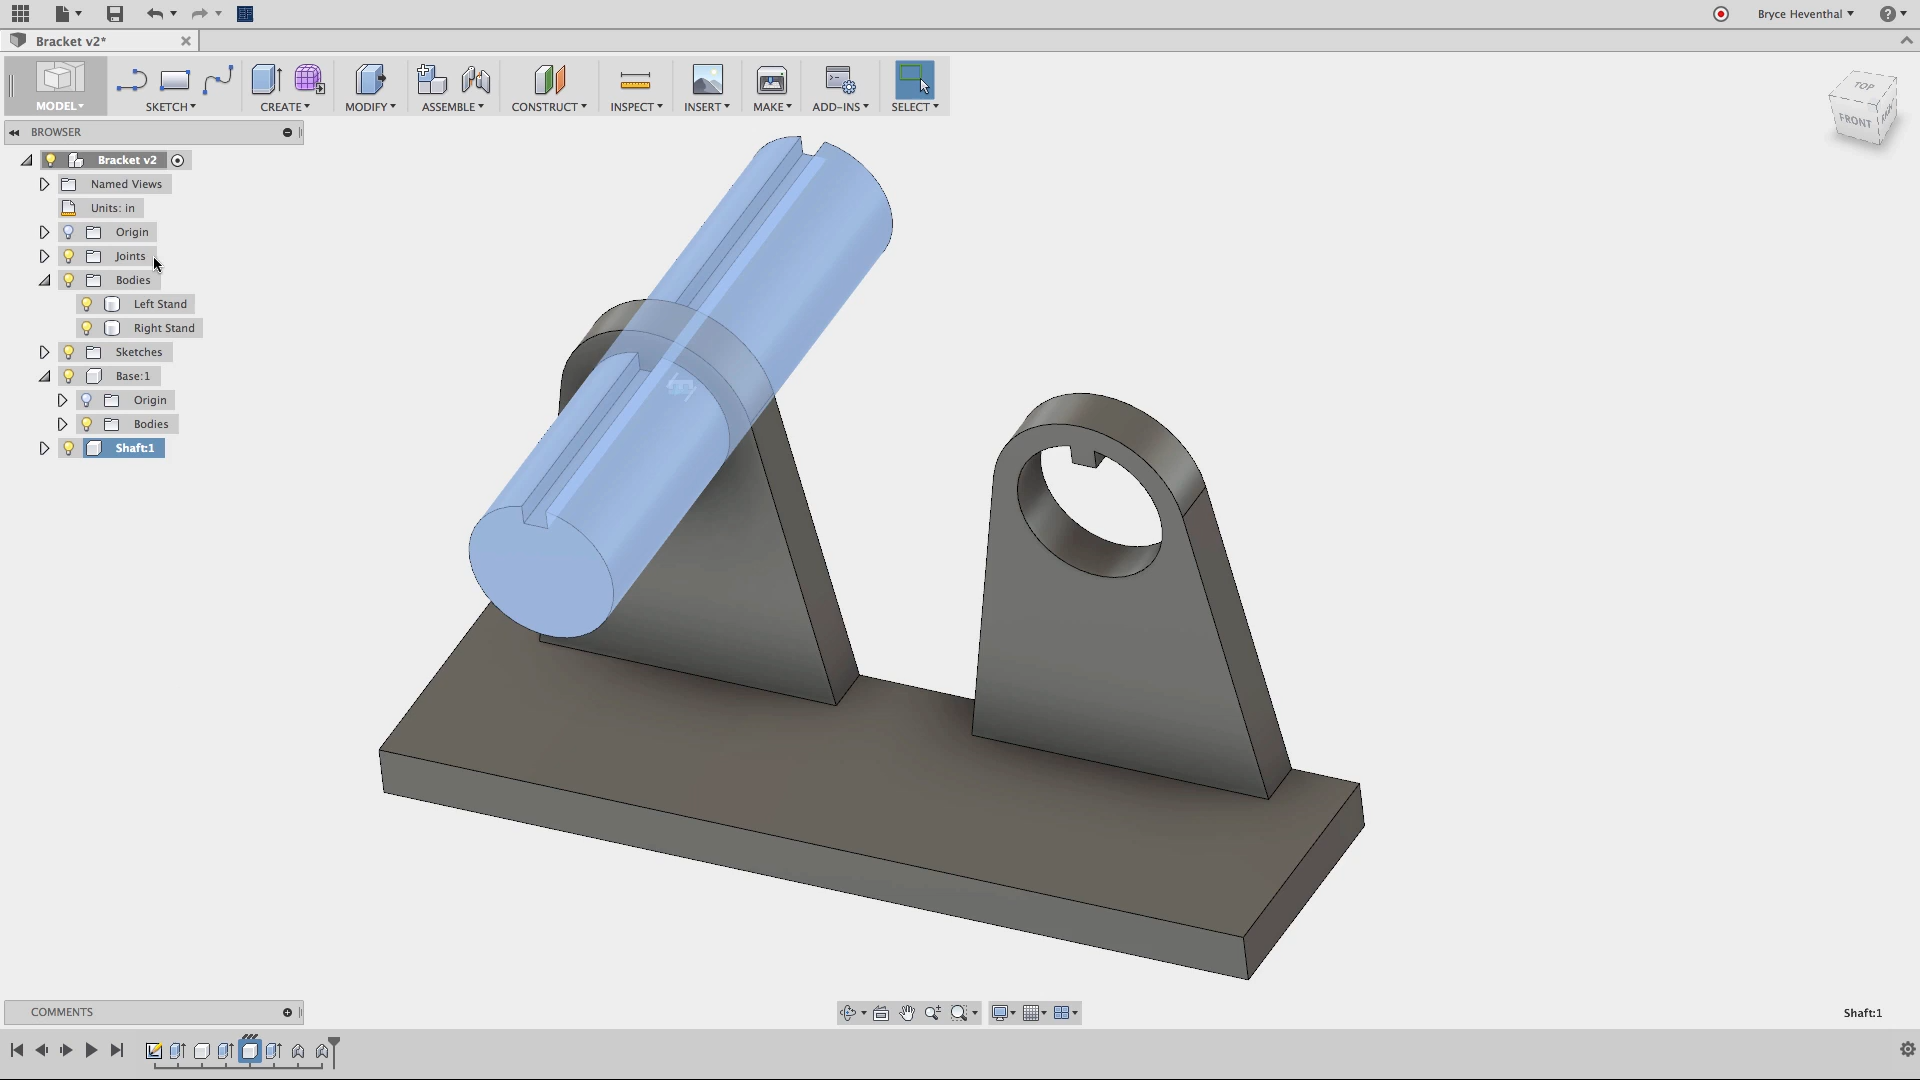 Bryce Heventhal
Bracket v2*
MODEL
SKETCH
CREATE
MODIFY
ASSEMBLE
CONSTRUCT
INSPECT
INSERT
MAKE
ADD-INS
SELECT
TOP
FRONT
BROWSER
Bracket v2
Named Views
Units: in
Origin
Joints
Bodies
Left Stand
Right Stand
Sketches
Base:1
Origin
Bodies
Shaft:1
COMMENTS
Shaft:1